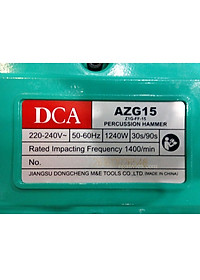 DCA
AZG15
Z1G-FF-15
PERCUSSION HAMMER
220-240V~ 50-60Hz 1240W 30s/90s
Rated Impacting Frequency 1400/min
No.
JIANGSU DONGCHENG M&E TOOLS CO.,LTD. (MADE IN CHINA)